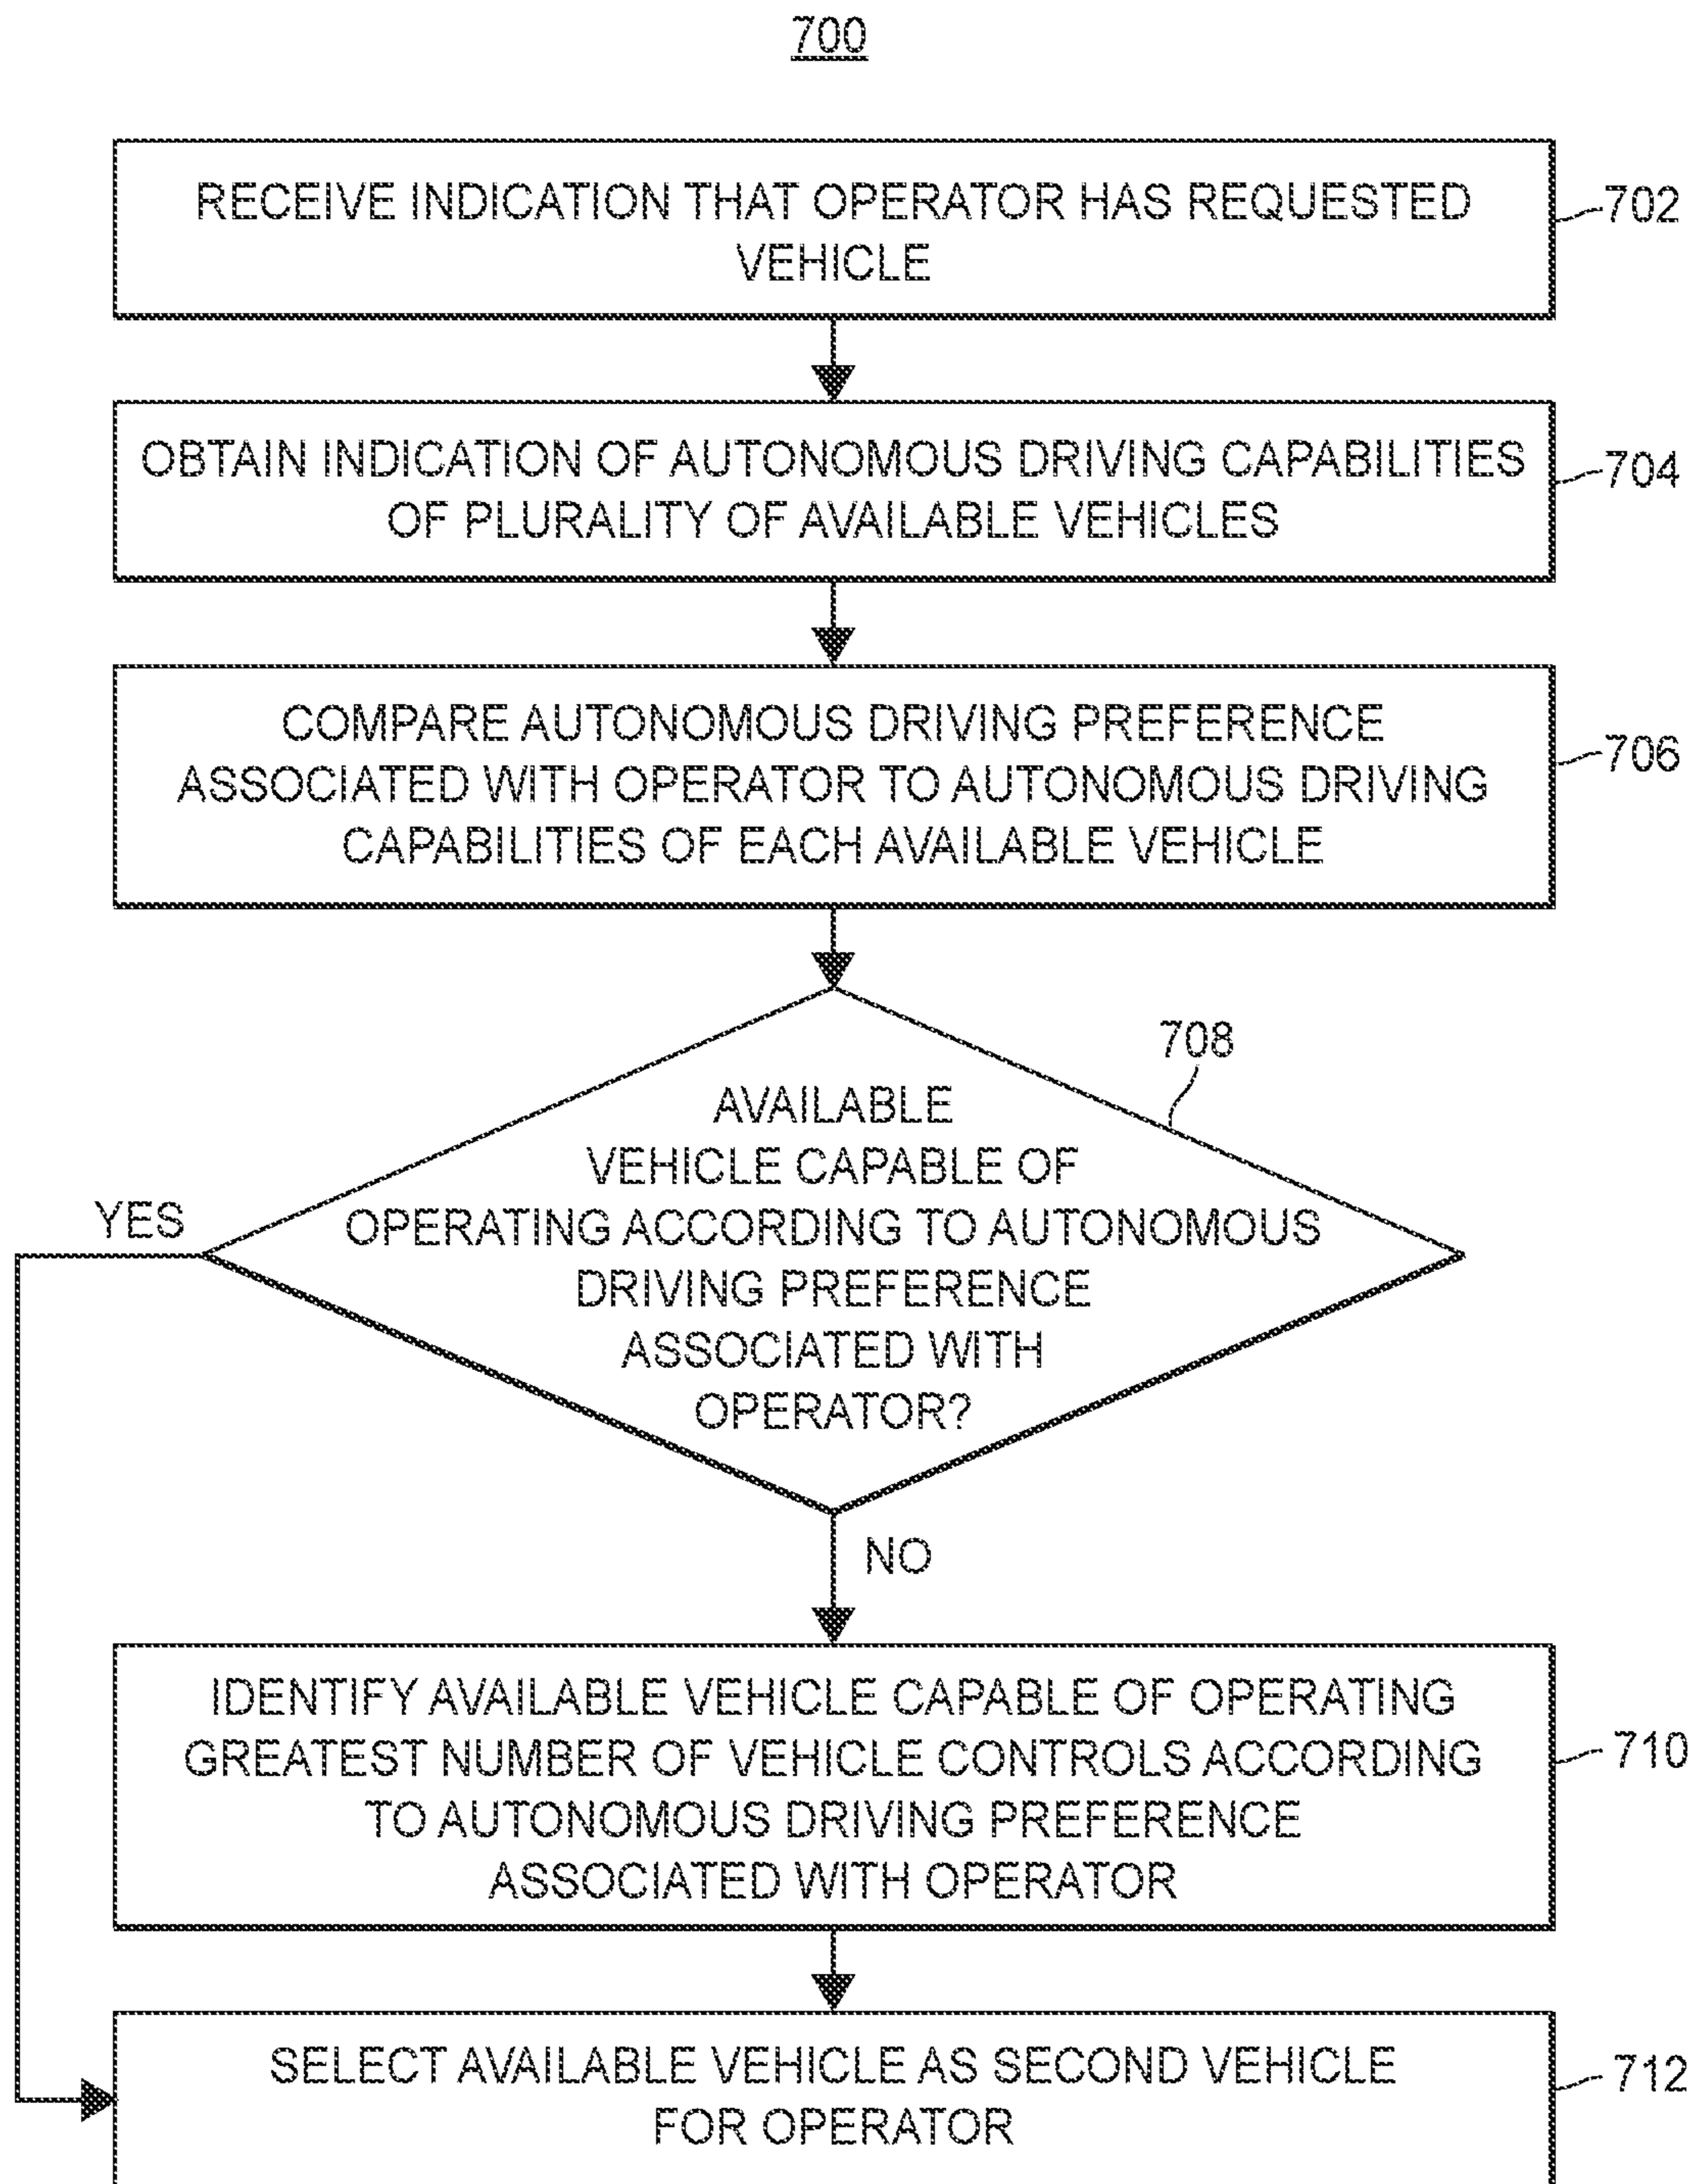 700
RECEIVE INDICATION THAT OPERATOR HAS REQUESTED
VEHICLE
702
OBTAIN INDICATION OF AUTONOMOUS DRIVING CAPABILITIES
OF PLURALITY OF AVAILABLE VEHICLES
704
COMPARE AUTONOMOUS DRIVING PREFERENCE
ASSOCIATED WITH OPERATOR TO AUTONOMOUS DRIVING
CAPABILITIES OF EACH AVAILABLE VEHICLE
706
708
AVAILABLE
VEHICLE CAPABLE OF
OPERATING ACCORDING TO AUTONOMOUS
DRIVING PREFERENCE
ASSOCIATED WITH
OPERATOR?
YES
NO
IDENTIFY AVAILABLE VEHICLE CAPABLE OF OPERATING
GREATEST NUMBER OF VEHICLE CONTROLS ACCORDING
TO AUTONOMOUS DRIVING PREFERENCE
ASSOCIATED WITH OPERATOR
710
SELECT AVAILABLE VEHICLE AS SECOND VEHICLE
FOR OPERATOR
712